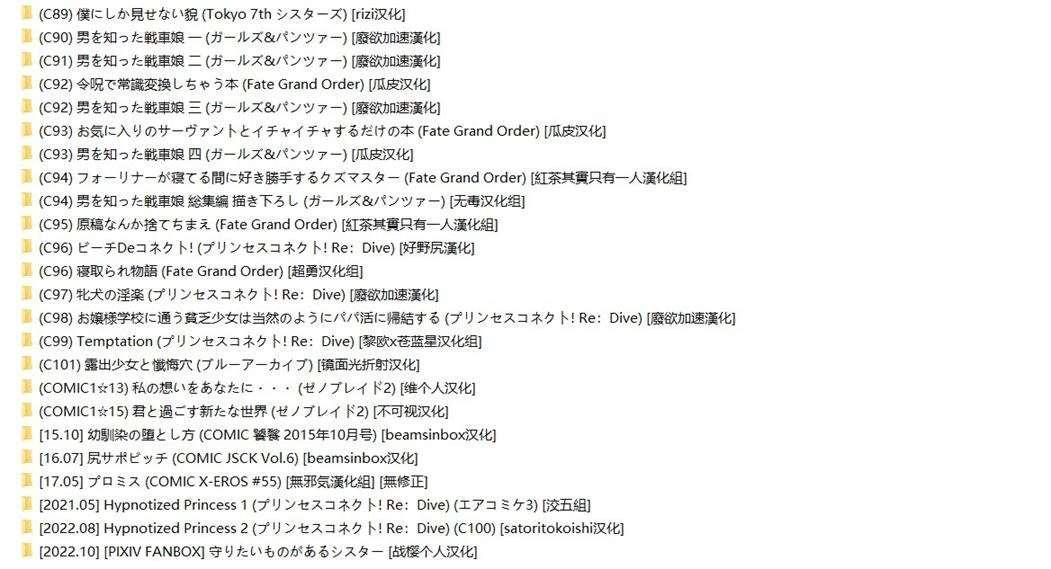 (C89) 僕にしか見せない貌 (Tokyo 7th シスターズ) [rizi汉化]
(C90) 男を知った戦車娘 一 (ガールズ&パンツァー) [廢欲加速漢化]
(C91) 男を知った戦車娘 二 (ガールズ&パンツァー) [廢欲加速漢化]
(C92) 令呪で常識変換しちゃう本 (Fate Grand Order) [瓜皮汉化]
(C92) 男を知った戦車娘 三 (ガールズ&パンツァー) [廢欲加速漢化]
(C93) お気に入りのサーヴァントとイチャイチャするだけの本 (Fate Grand Order) [瓜皮汉化]
(C93) 男を知った戦車娘 四 (ガールズ&パンツァー) [瓜皮汉化]
(C94) フォーリナーが寝てる間に好き勝手するクズマスター (Fate Grand Order) [紅茶其實只有一人漢化組]
(C94) 男を知った戦車娘 総集編 描き下ろし (ガールズ&パンツァー) [无毒汉化组]
(C95) 原稿なんか捨てちまえ (Fate Grand Order) [紅茶其實只有一人漢化組]
(C96) ビーチDeコネクト! (プリンセスコネクト! Re：Dive) [好野尻漢化]
(C96) 寝取られ物語 (Fate Grand Order) [超勇汉化组]
(C97) 牝犬の淫楽 (プリンセスコネクト! Re：Dive) [廢欲加速漢化]
(C98) お嬢様学校に通う貧乏少女は当然のようにパパ活に帰結する (プリンセスコネクト! Re：Dive) [廢欲加速漢化]
(C99) Temptation (プリンセスコネクト! Re：Dive) [黎欧x苍蓝星汉化组]
(C101) 露出少女と懺悔穴 (ブルーアーカイブ) [镜面光折射汉化]
(COMIC1☆13) 私の想いをあなたに・・・ (ゼノブレイド2) [维个人汉化]
(COMIC1☆15) 君と過ごす新たな世界 (ゼノブレイド2) [不可视汉化]
[15.10] 幼馴染の堕とし方 (COMIC 饕餮 2015年10月号) [beamsinbox汉化]
[16.07] 尻サポビッチ (COMIC JSCK Vol.6) [beamsinbox汉化]
[17.05] プロミス (COMIC X-EROS #55) [無邪気漢化組] [無修正]
[2021.05] Hypnotized Princess 1 (プリンセスコネクト! Re：Dive) (エアコミケ3) [洨五組]
[2022.08] Hypnotized Princess 2 (プリンセスコネクト! Re：Dive) (C100) [satoritokoishi汉化]
[2022.10] [PIXIV FANBOX] 守りたいものがあるシスター [战樱个人汉化]